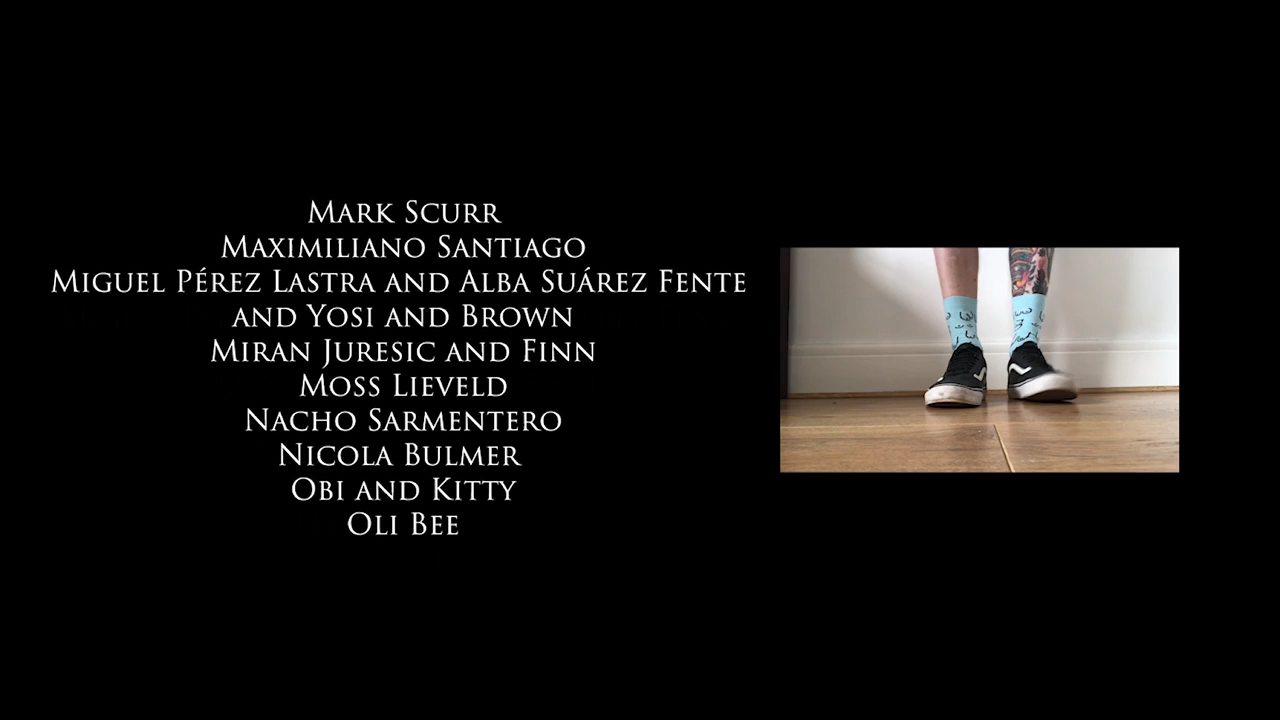 Mark Scurr
Maximiliano Santiago
Miguel Pérez Lastra and Alba Suárez Fente
and Yosi and Brown
Miran Juresic and Finn
Moss Lieveld
Nacho Sarmentero
Nicola Bulmer
Obi and Kitty
Oli Bee